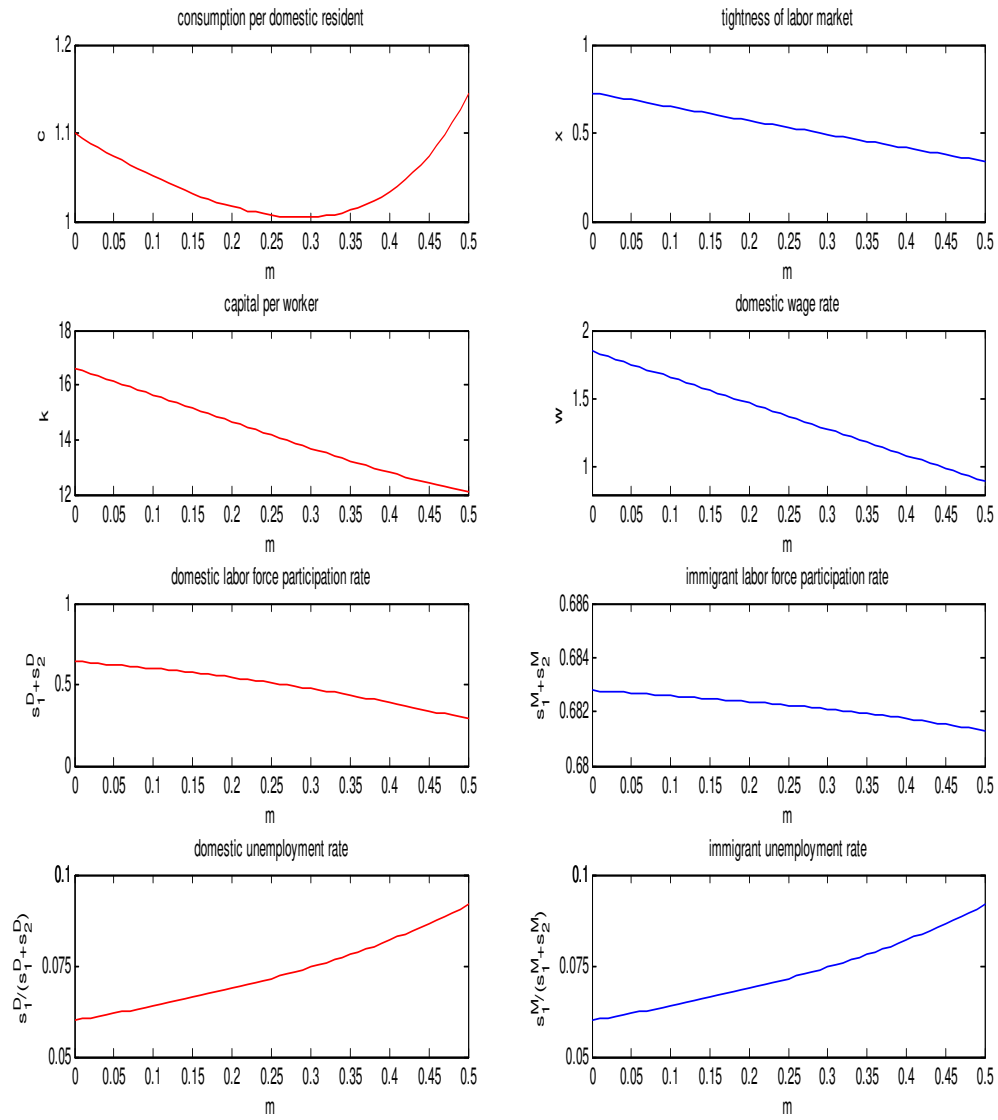 consumption per domestic resident
1.2
1.1
1
c
0 0.05 0.1 0.15 0.2 0.25 0.3 0.35 0.4 0.45 0.5
m
tightness of labor market
1
0.5
0
x
0 0.05 0.1 0.15 0.2 0.25 0.3 0.35 0.4 0.45 0.5
m
capital per worker
18
16
14
12
k
0 0.05 0.1 0.15 0.2 0.25 0.3 0.35 0.4 0.45 0.5
m
domestic wage rate
2
1.5
1
w
0 0.05 0.1 0.15 0.2 0.25 0.3 0.35 0.4 0.45 0.5
m
domestic labor force participation rate
1
0.5
0
s_1^D+s_2^D
0 0.05 0.1 0.15 0.2 0.25 0.3 0.35 0.4 0.45 0.5
m
immigrant labor force participation rate
0.686
0.684
0.682
0.68
s_1^M+s_2^M
0 0.05 0.1 0.15 0.2 0.25 0.3 0.35 0.4 0.45 0.5
m
domestic unemployment rate
0.1
0.075
0.05
s_1^D/(s_1^D+s_2^D)
0 0.05 0.1 0.15 0.2 0.25 0.3 0.35 0.4 0.45 0.5
m
immigrant unemployment rate
0.1
0.075
0.05
s_1^M/(s_1^M+s_2^M)
0 0.05 0.1 0.15 0.2 0.25 0.3 0.35 0.4 0.45 0.5
m